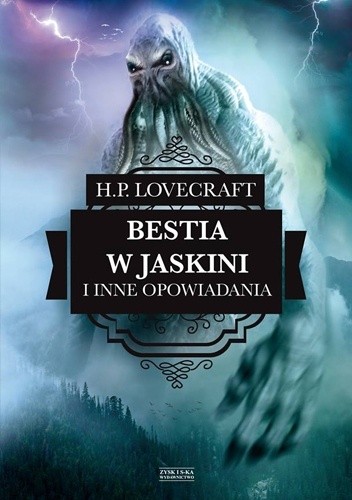 H.P. LOVECRAFT
BESTIA
W JASKINI
I INNE OPOWIADANIA
ZYSK I S-KA
WYDAWNICTWO